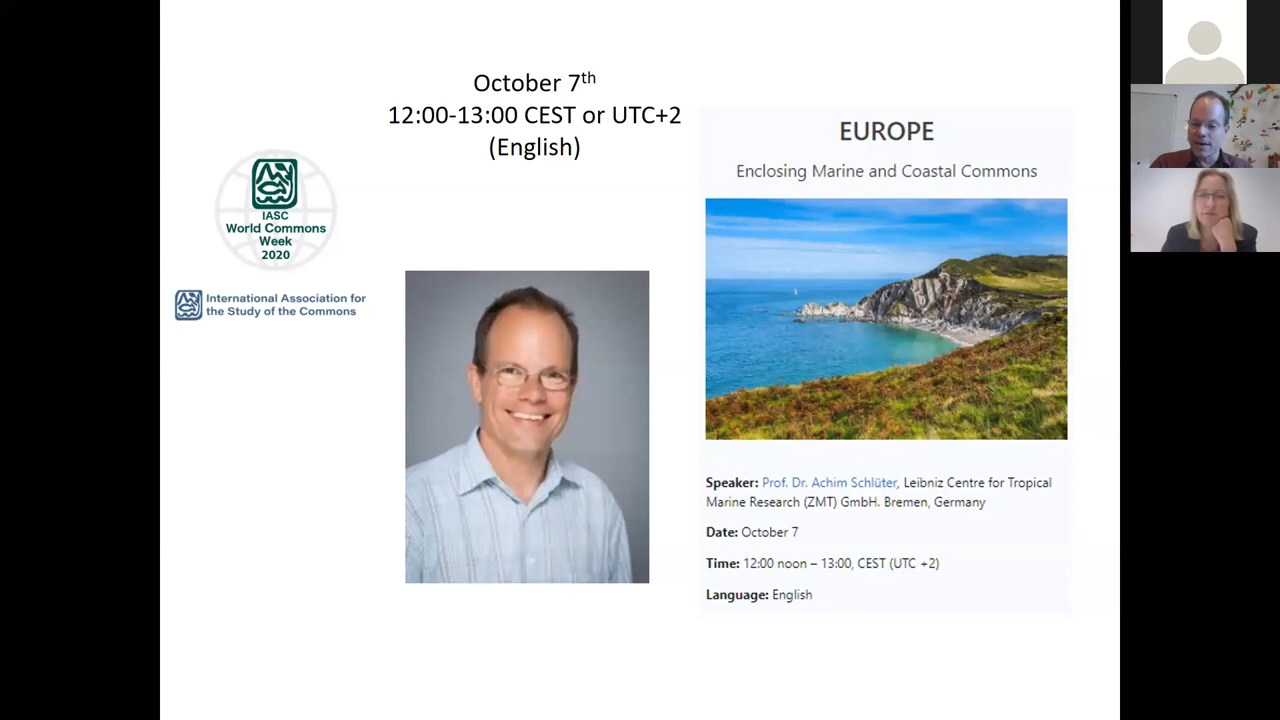 October 7th
12:00-13:00 CEST or UTC+2
(English)
IASC
World Commons
Week
2020
International Association for
the Study of the Commons
EUROPE
Enclosing Marine and Coastal Commons
Speaker: Prof. Dr. Achim Schlüter, Leibniz Centre for Tropical
Marine Research (ZMT) GmbH. Bremen, Germany
Date: October 7
Time: 12:00 noon – 13:00, CEST (UTC +2)
Language: English